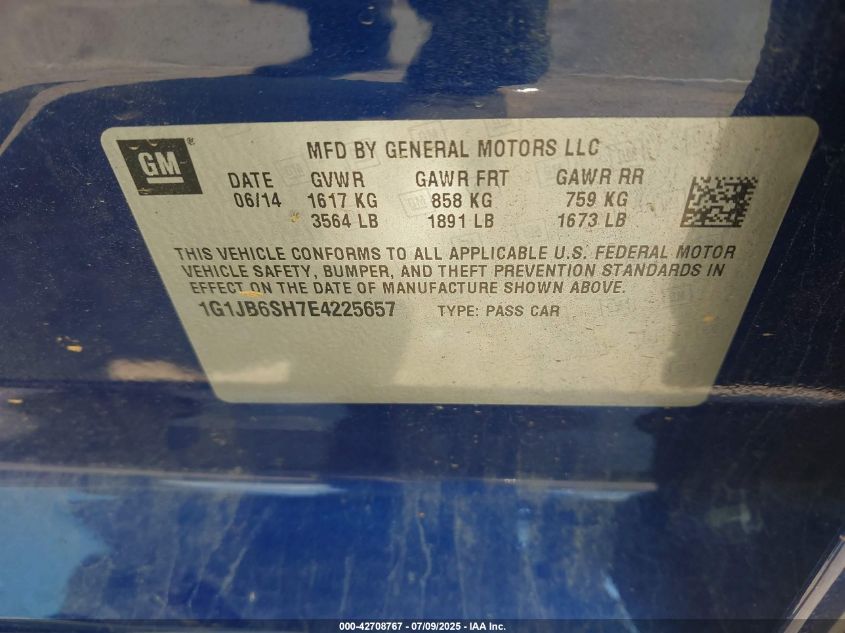 GM
MFD BY GENERAL MOTORS LLC
DATE GVWR GAWR FRT GAWR RR
06/14 1617 KG 858 KG 759 KG
3564 LB 1891 LB 1673 LB
THIS VEHICLE CONFORMS TO ALL APPLICABLE U.S. FEDERAL MOTOR
VEHICLE SAFETY, BUMPER, AND THEFT PREVENTION STANDARDS IN
EFFECT ON THE DATE OF MANUFACTURE SHOWN ABOVE.
1G1JB6SH7E4225657 TYPE: PASS CAR
000-42708767 - 07/09/2025 - IAA Inc.